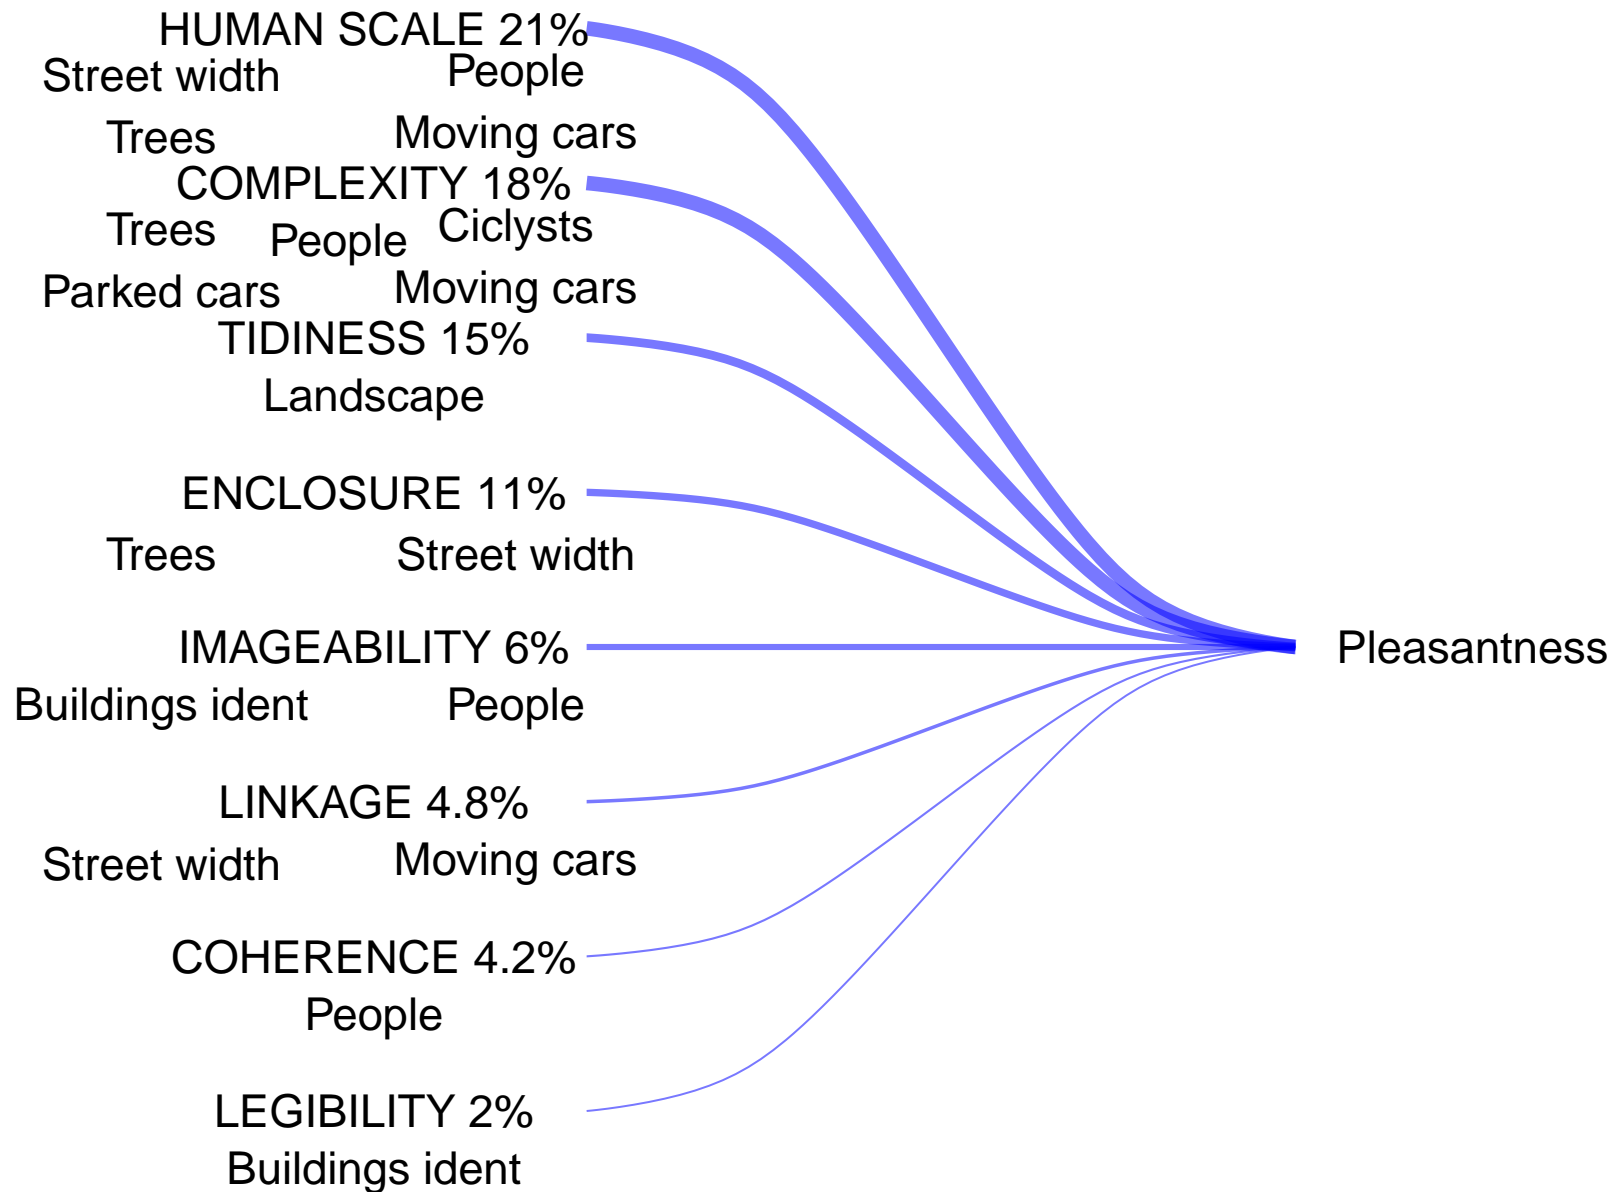 HUMAN SCALE 21%
Street width People
Trees Moving cars
COMPLEXITY 18%
Trees People Ciclysts
Parked cars Moving cars
TIDINESS 15%
Landscape
ENCLOSURE 11%
Trees Street width
IMAGEABILITY 6%
Pleasantness
Buildings ident People
LINKAGE 4.8%
Street width Moving cars
COHERENCE 4.2%
People
LEGIBILITY 2%
Buildings ident